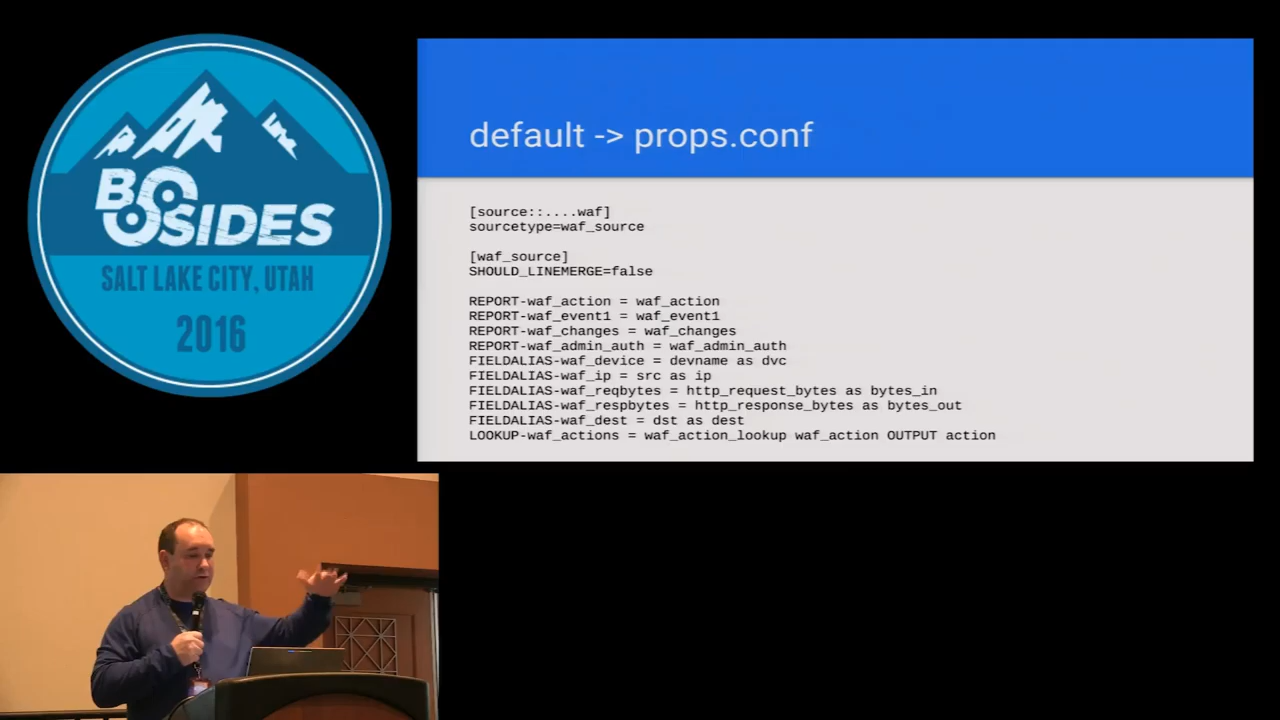 BSIDES
SALT LAKE CITY, UTAH
2016
default -> props.conf
[source::....waf]
sourcetype=waf_source
[waf_source]
SHOULD_LINEMERGE=false
REPORT-waf_action = waf_action
REPORT-waf_event1 = waf_event1
REPORT-waf_changes = waf_changes
REPORT-waf_admin_auth = waf_admin_auth
FIELDALIAS-waf_device = devname as dvc
FIELDALIAS-waf_ip = src as ip
FIELDALIAS-waf_reqbytes = http_request_bytes as bytes_in
FIELDALIAS-waf_respbytes = http_response_bytes as bytes_out
FIELDALIAS-waf_dest = dst as dest
LOOKUP-waf_actions = waf_action_lookup waf_action OUTPUT action